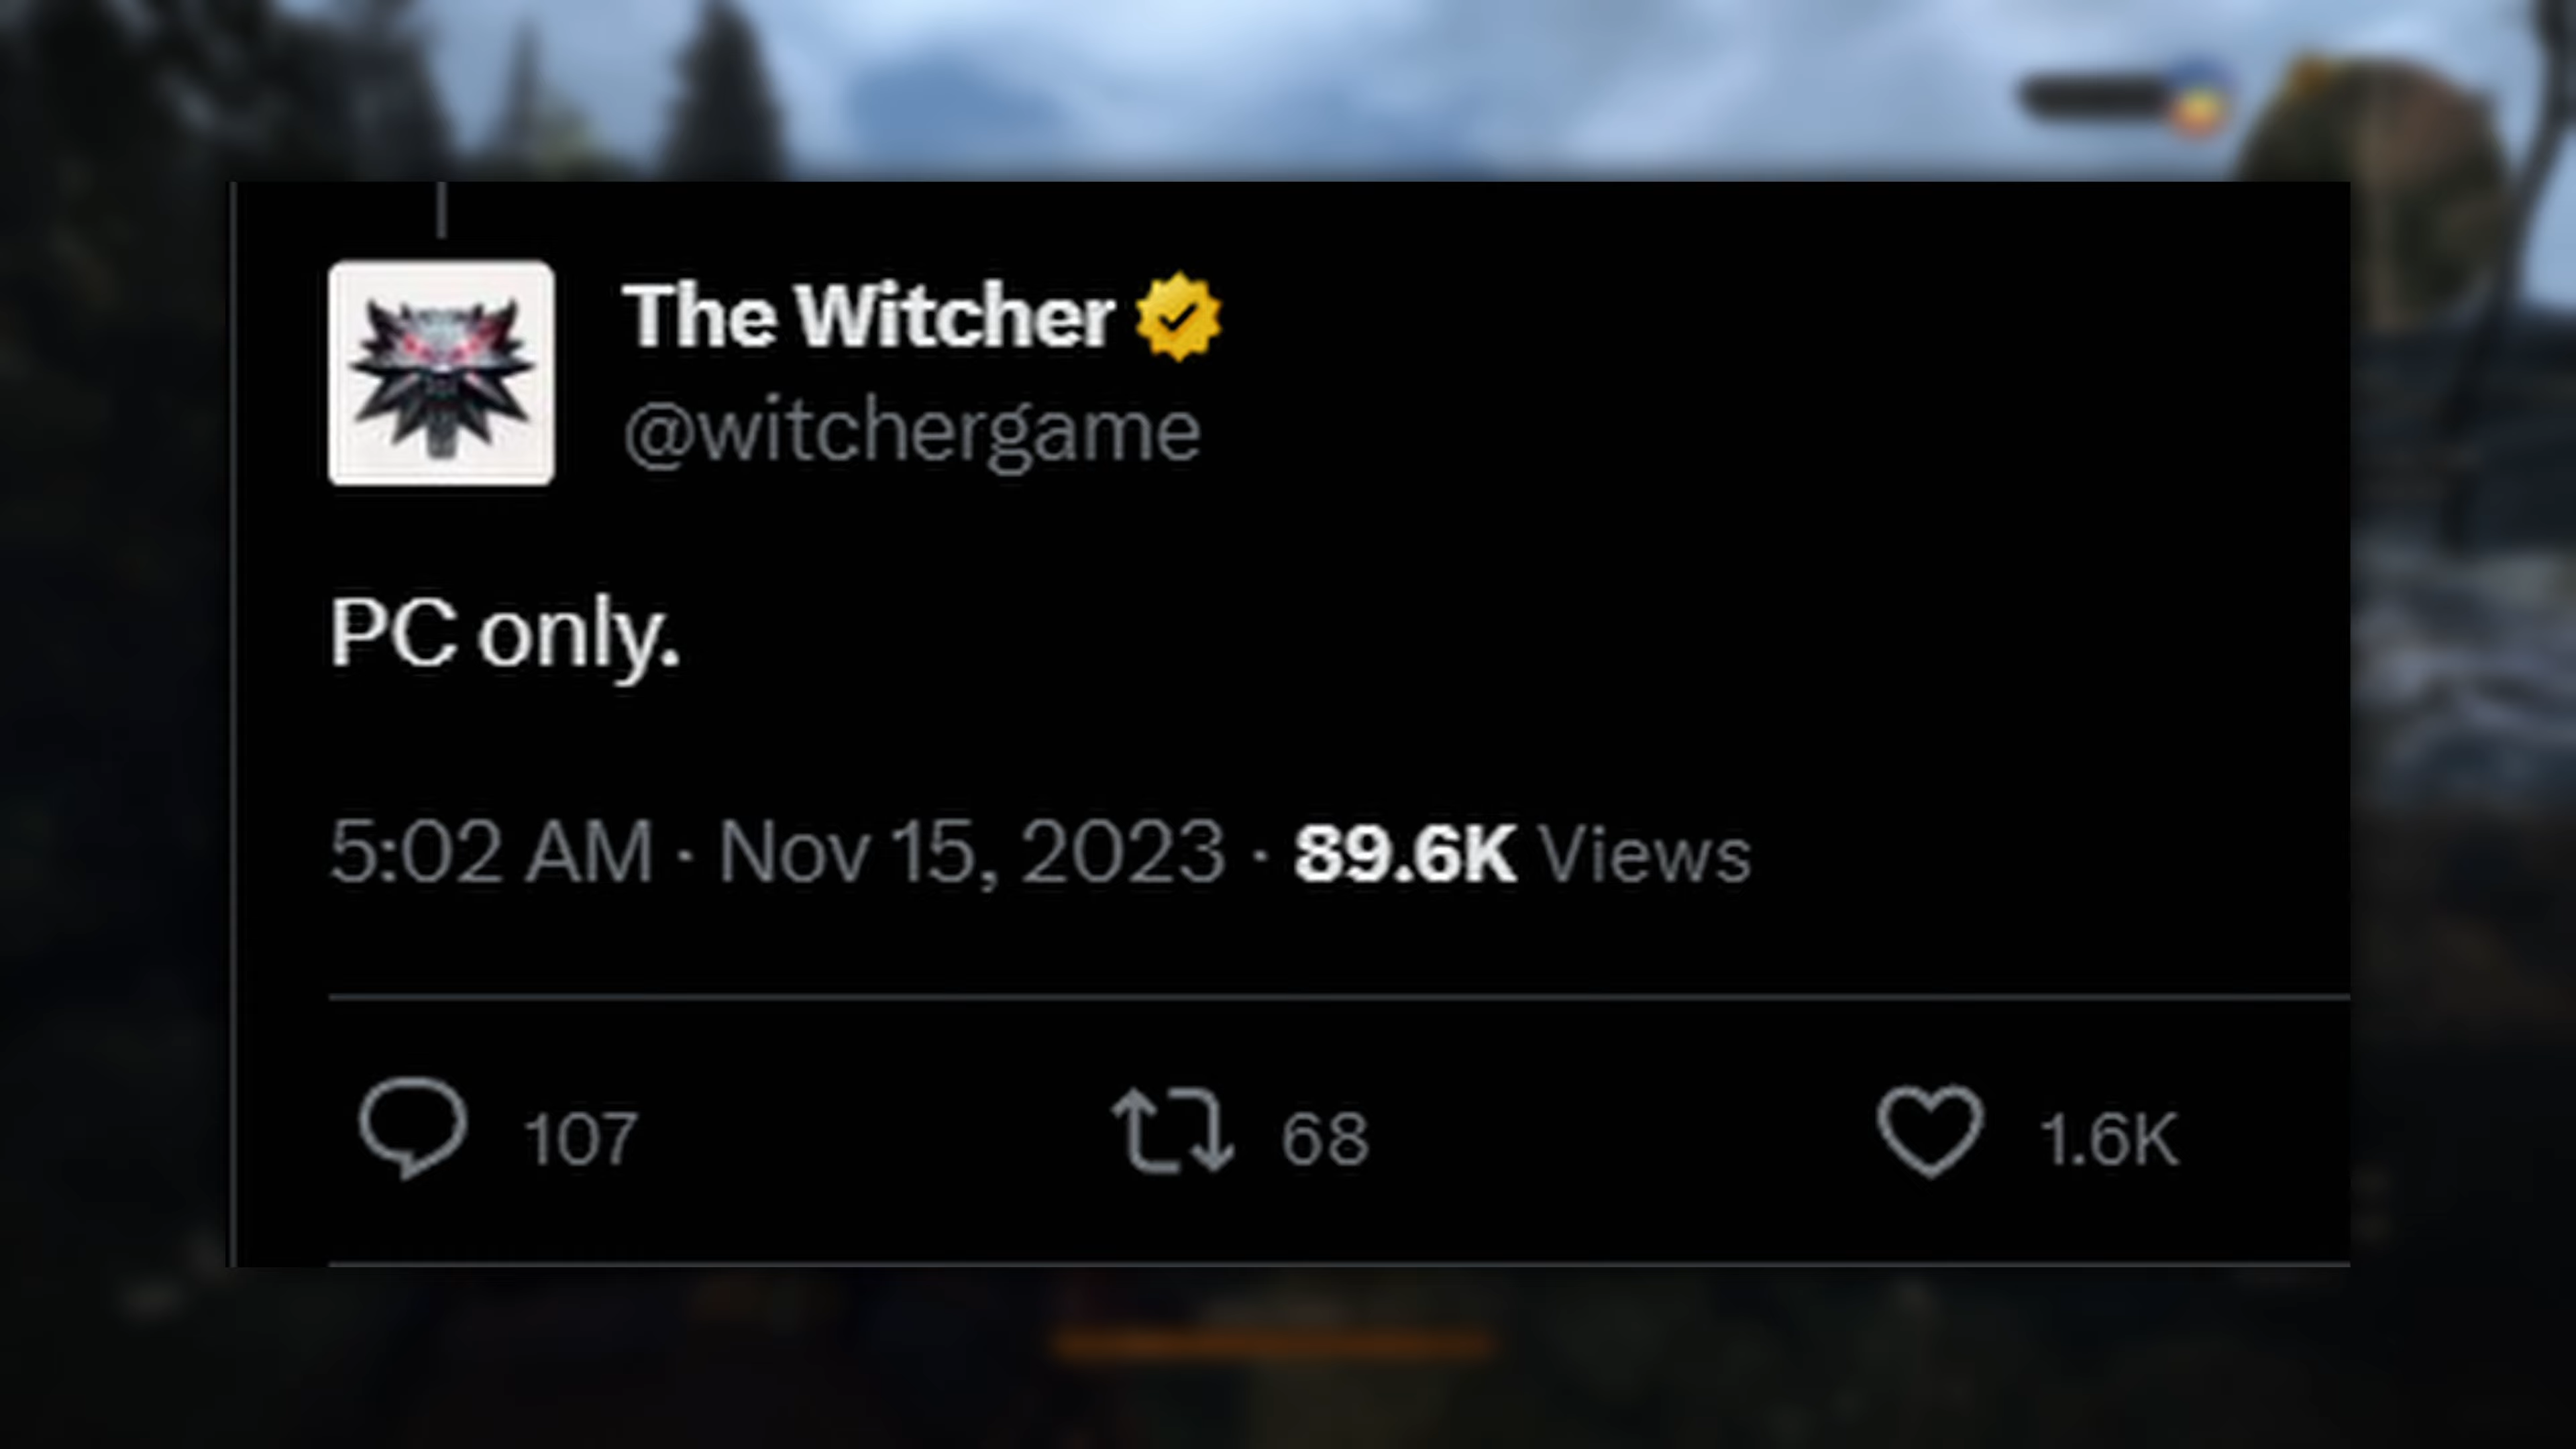 The Witcher
@witchergame
PC only.
5:02 AM · Nov 15, 2023 · 89.6K Views
107 68 1.6K